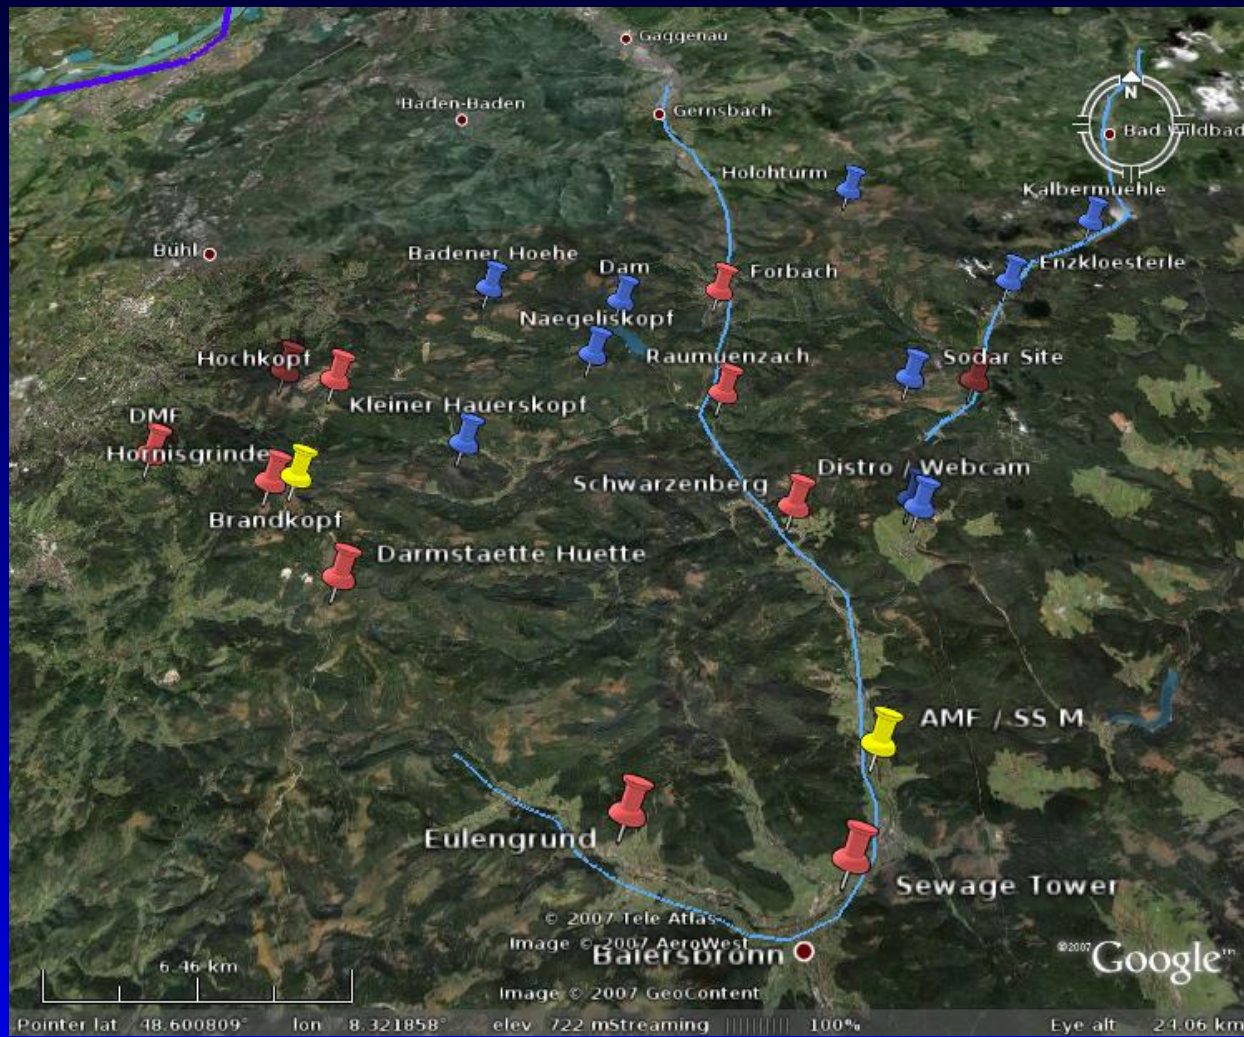 Gaggenau
Baden-Baden
Gernsbach
N
Bad Wildbad
Holohturm
Kalbermuehle
Bühl
Badener Hoehe
Dam
Forbach
Enzkloesterle
Naegeliskopf
Hochkopf
Raumuenzach
Sodar Site
Kleiner Hauerskopf
DMF
Hornisgrinde
Distro / Webcam
Schwarzenberg
Brandkopf
Darmstaette Huette
AMF / SS M
Eulengrund
Sewage Tower
© 2007 Tele Atlas
Image © 2007 AeroWest
Baiersbronn
©2007 Google™
6.46 km
Image © 2007 GeoContent
Pointer lat 48.600809° lon 8.321858° elev 722 m Streaming |||||||||| 100% Eye alt 24.06 km